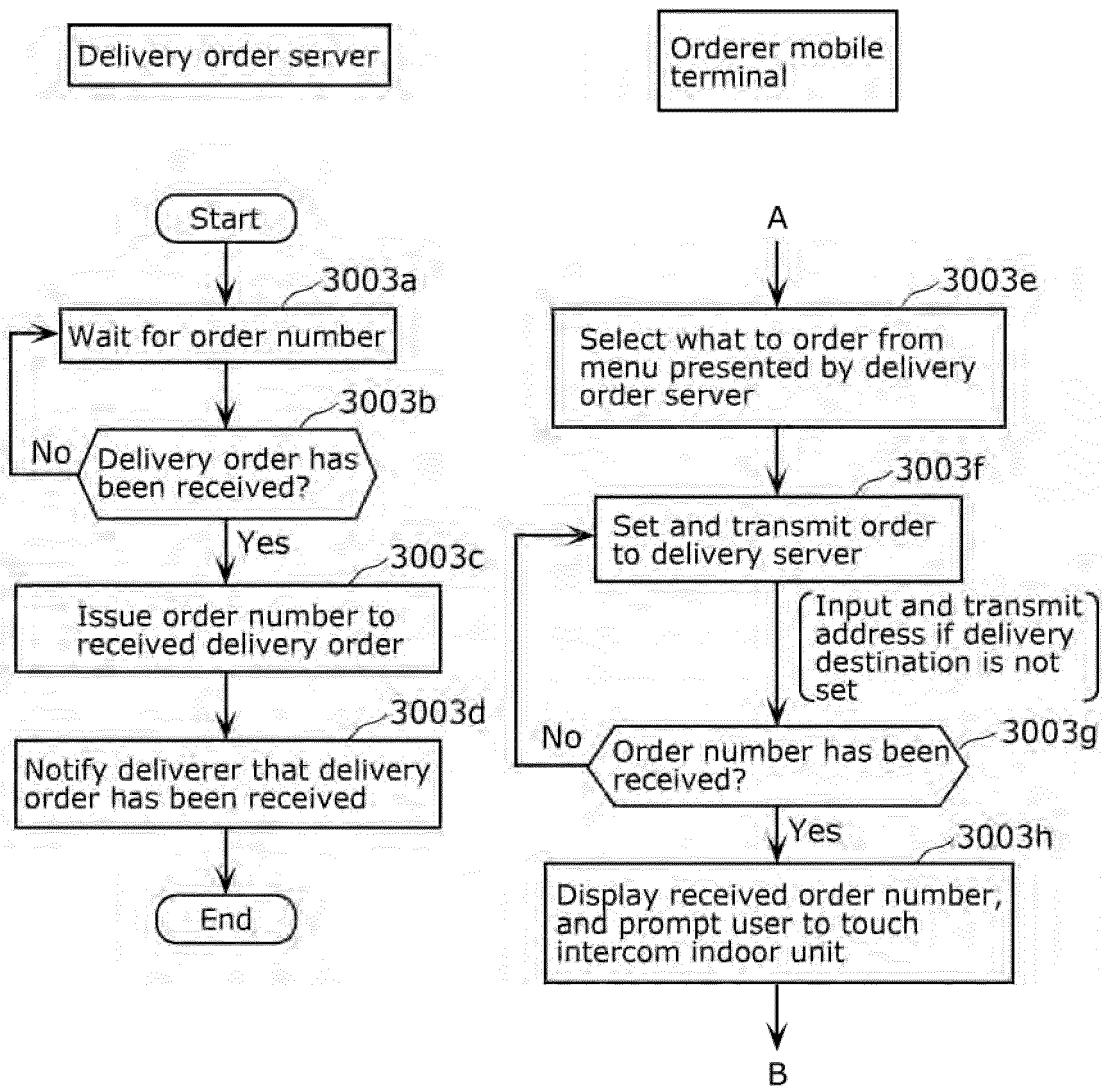 Delivery order server
Start
3003a
Wait for order number
3003b
No
Delivery order has
been received?
Yes
3003c
Issue order number to
received delivery order
3003d
Notify deliverer that delivery
order has been received
End
Orderer mobile
terminal
A
3003e
Select what to order from
menu presented by delivery
order server
3003f
Set and transmit order
to delivery server
Input and transmit
address if delivery
destination is not
set
No
3003g
Order number has been
received?
Yes
3003h
Display received order number,
and prompt user to touch
intercom indoor unit
B